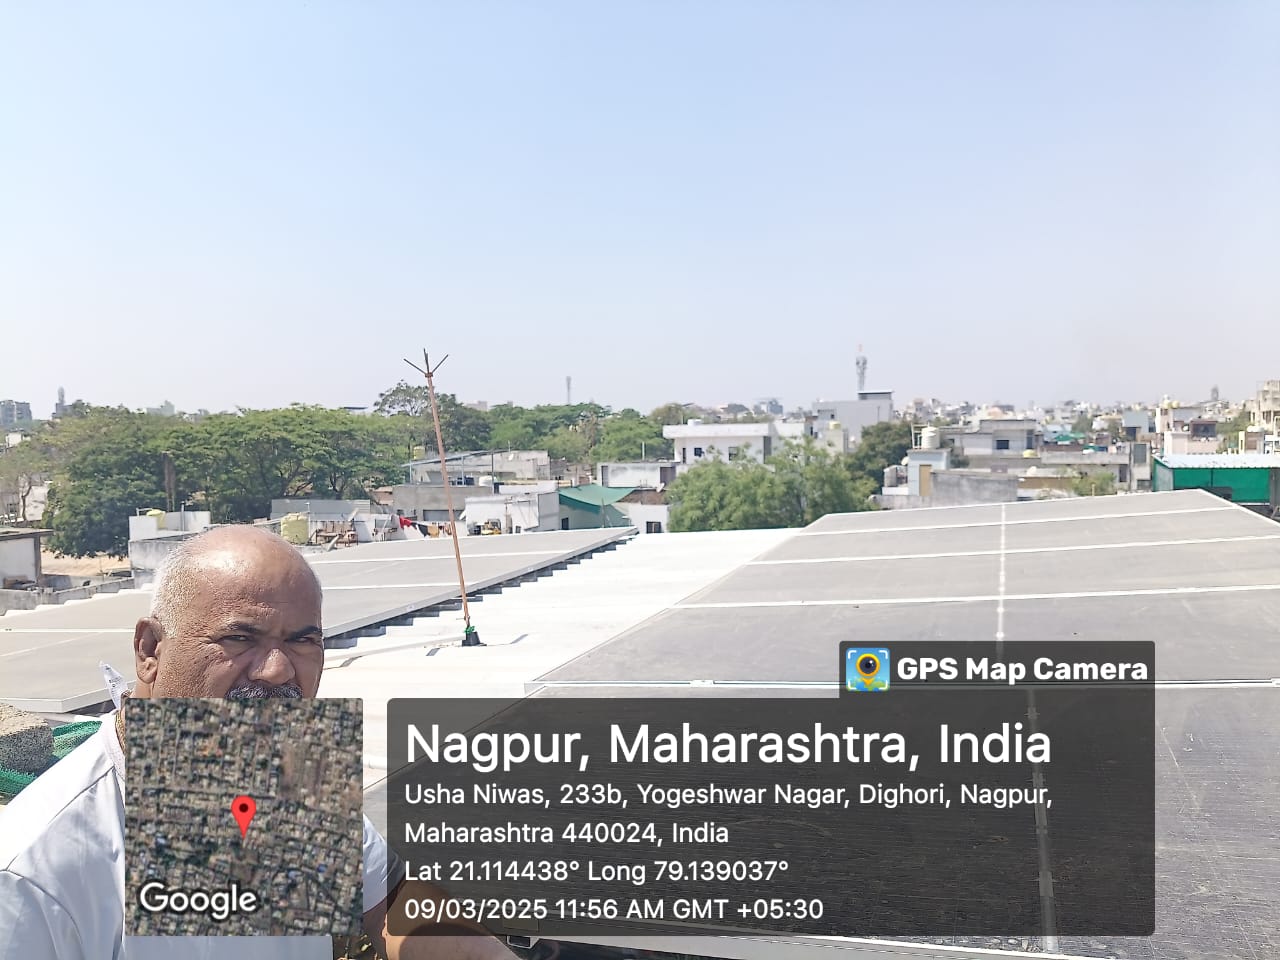 GPS Map Camera
Nagpur, Maharashtra, India
Usha Niwas, 233b, Yogeshwar Nagar, Dighori, Nagpur,
Maharashtra 440024, India
Lat 21.114438° Long 79.139037°
09/03/2025 11:56 AM GMT +05:30
Google